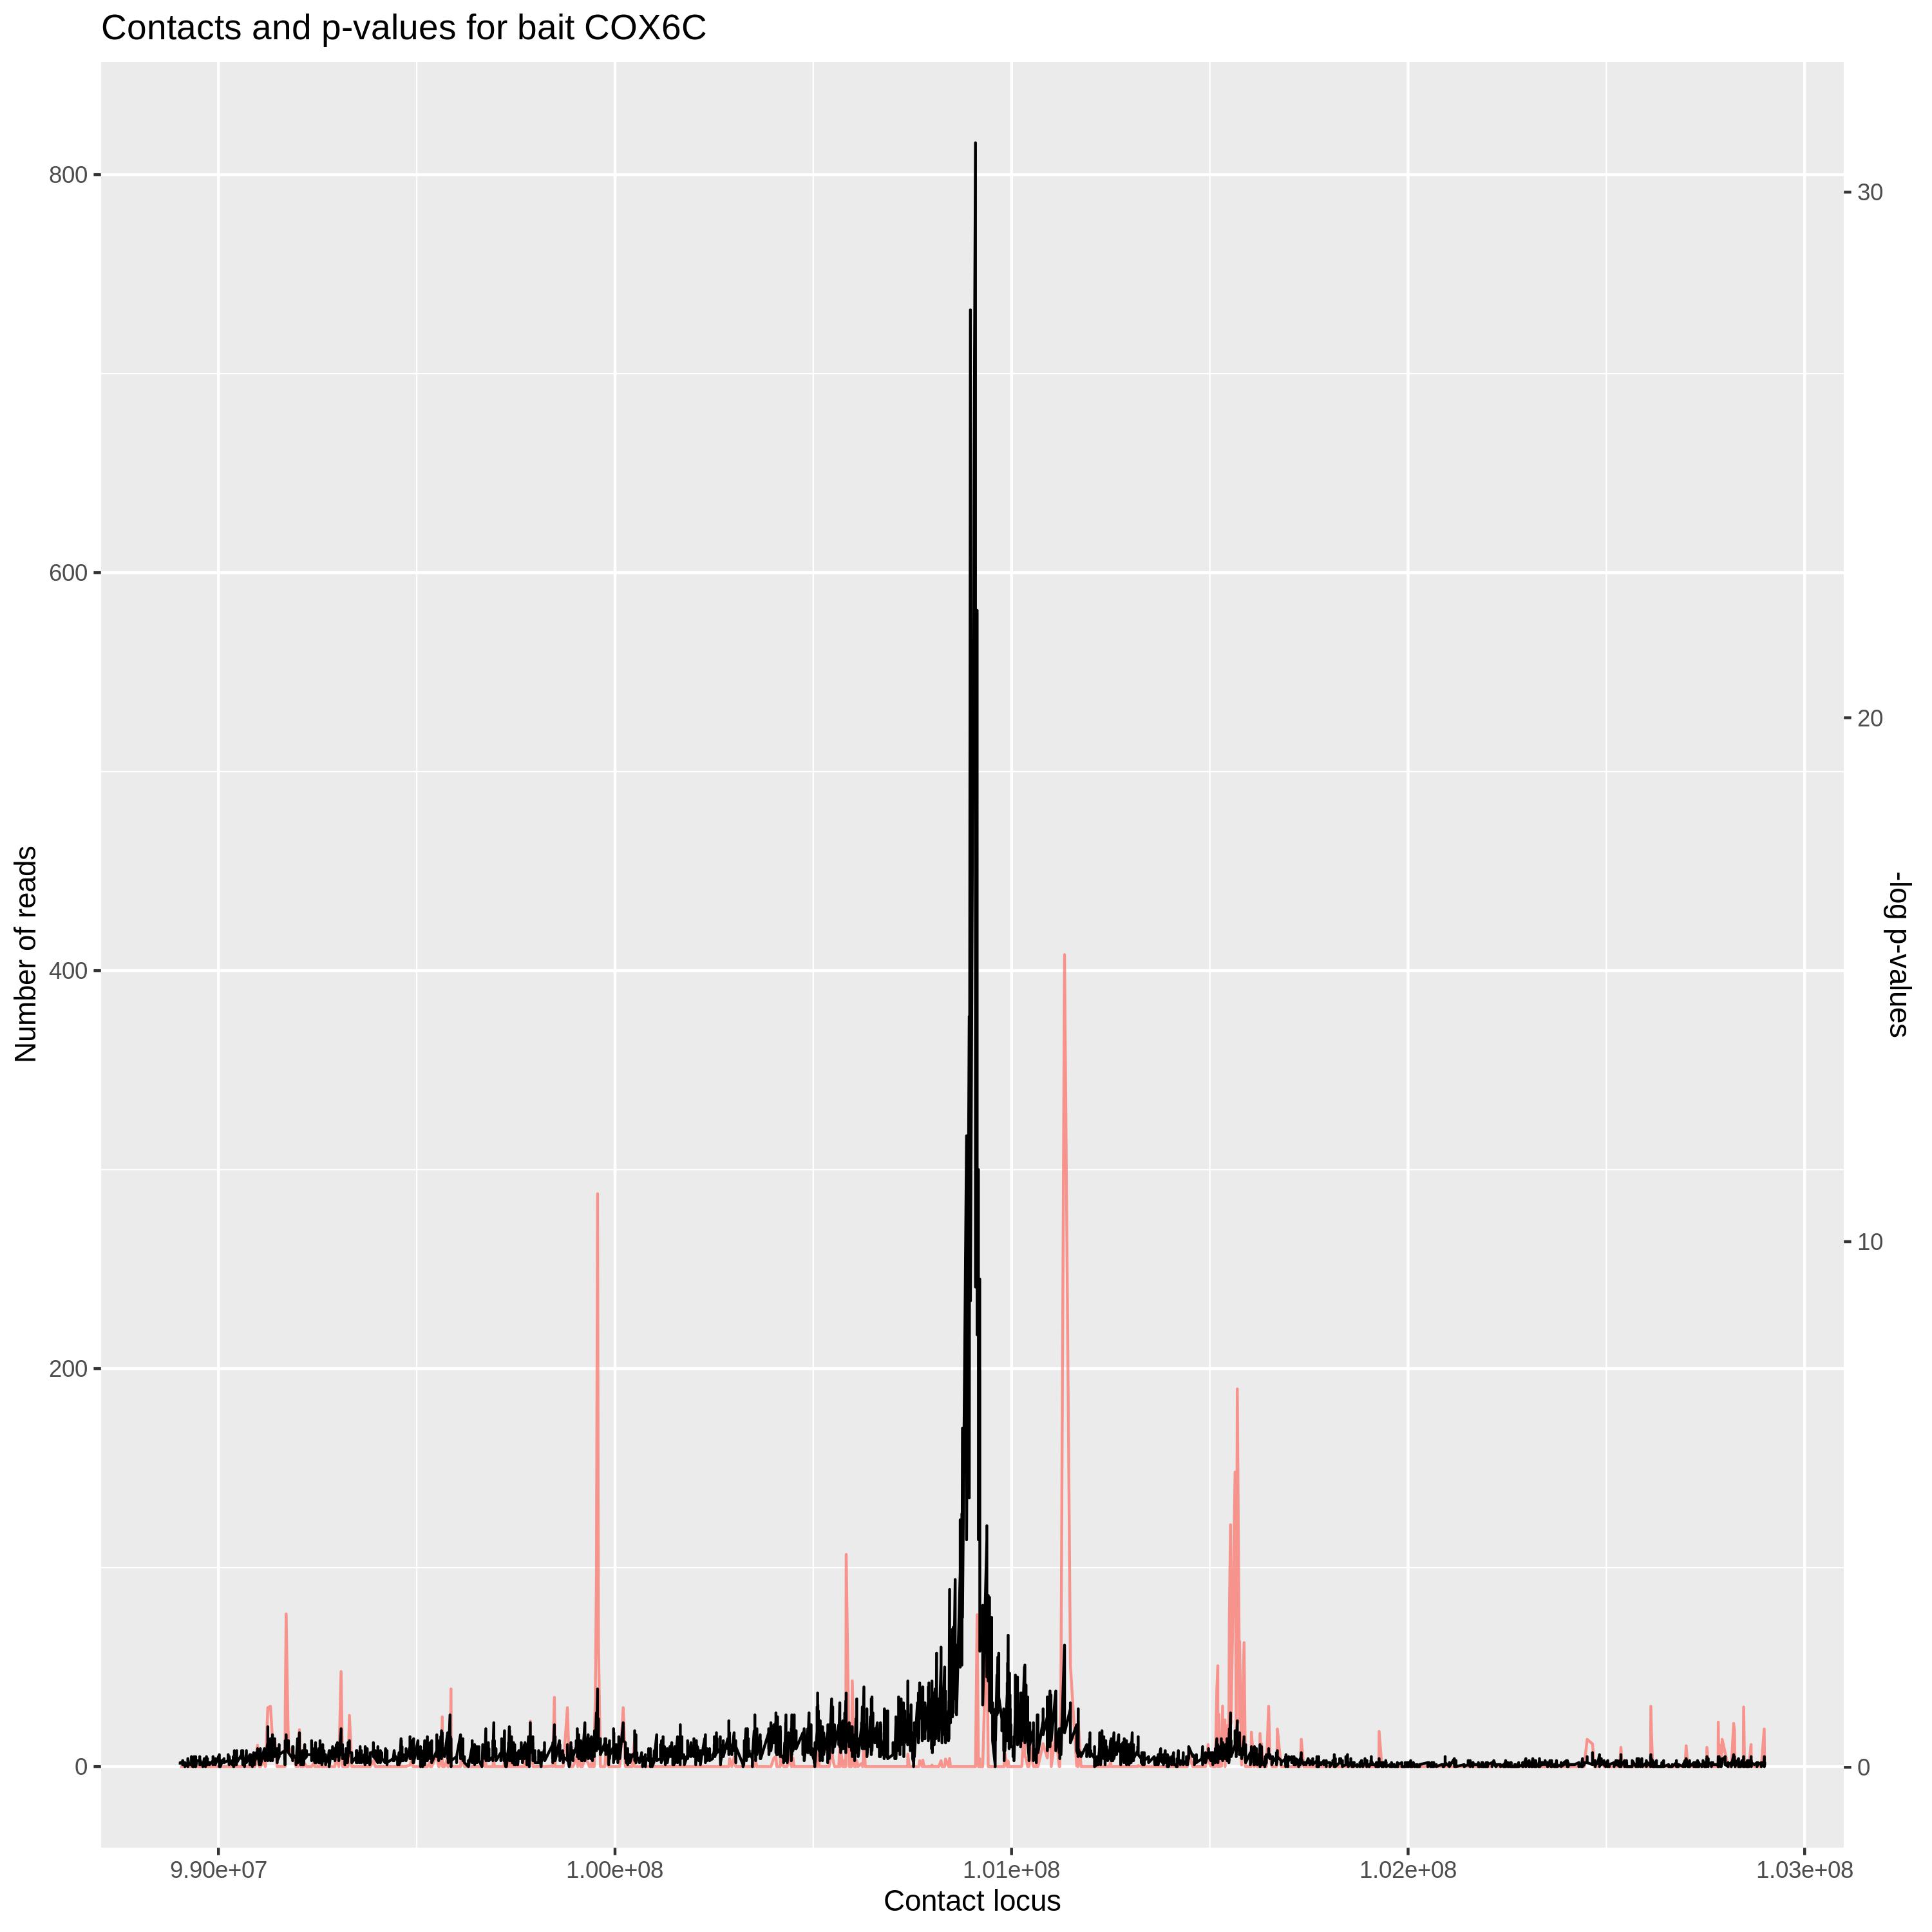 Contacts and p-values for bait COX6C
Number of reads
800
600
400
200
0
30
20
10
0
-log p-values
9.90e+07
1.00e+08
1.01e+08
1.02e+08
1.03e+08
Contact locus